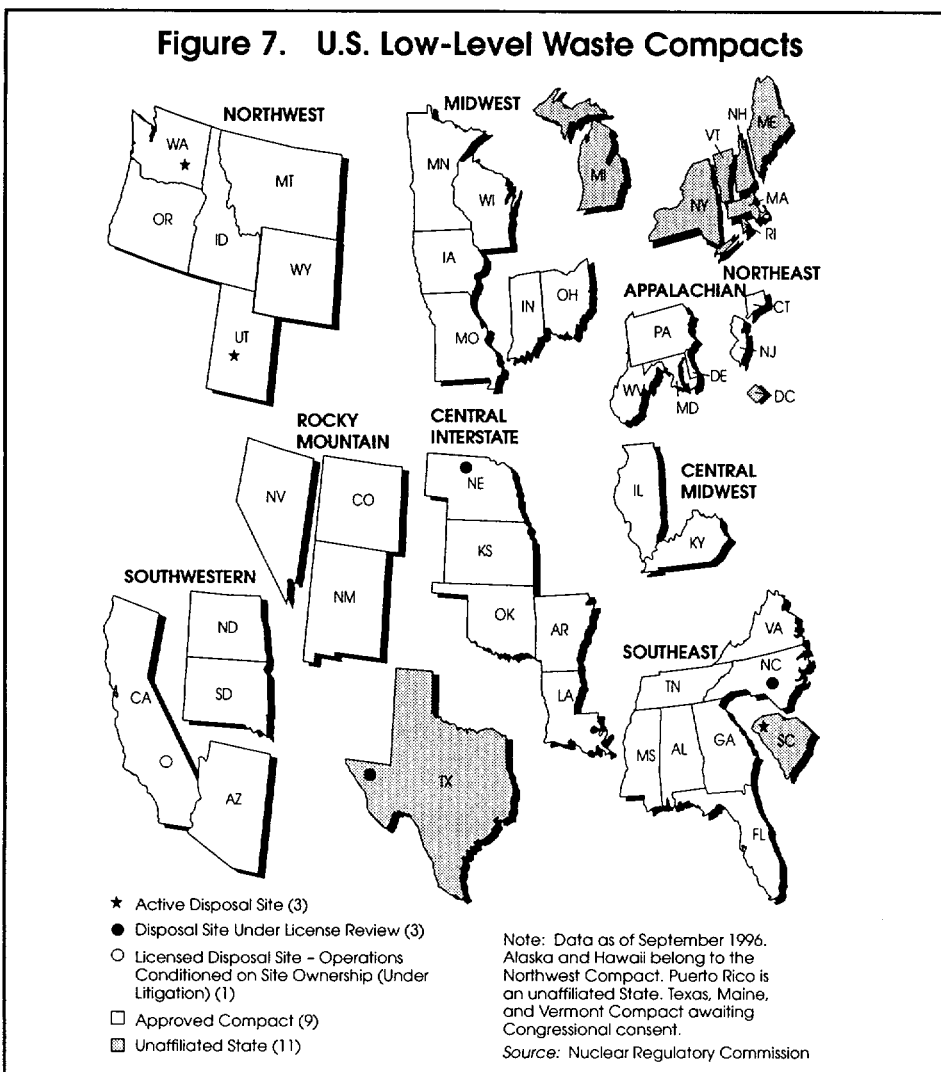 Figure 7. U.S. Low-Level Waste Compacts
NORTHWEST
WA
MT
OR
ID
WY
UT
MIDWEST
MN
WI
IA
MO
IN
OH
MI
NH
ME
VT
NY
MA
RI
NORTHEAST
CT
NJ
DC
APPALACHIAN
PA
DE
WV
MD
ROCKY
MOUNTAIN
NV
CO
NM
CENTRAL
INTERSTATE
NE
KS
OK
AR
LA
CENTRAL
MIDWEST
IL
KY
SOUTHWESTERN
ND
SD
CA
AZ
TX
SOUTHEAST
VA
NC
TN
SC
MS
AL
GA
FL
★ Active Disposal Site (3)
● Disposal Site Under License Review (3)
○ Licensed Disposal Site – Operations
Conditioned on Site Ownership (Under
Litigation) (1)
Approved Compact (9)
Unaffiliated State (11)
Note: Data as of September 1996.
Alaska and Hawaii belong to the
Northwest Compact. Puerto Rico is
an unaffiliated State. Texas, Maine,
and Vermont Compact awaiting
Congressional consent.
Source: Nuclear Regulatory Commission